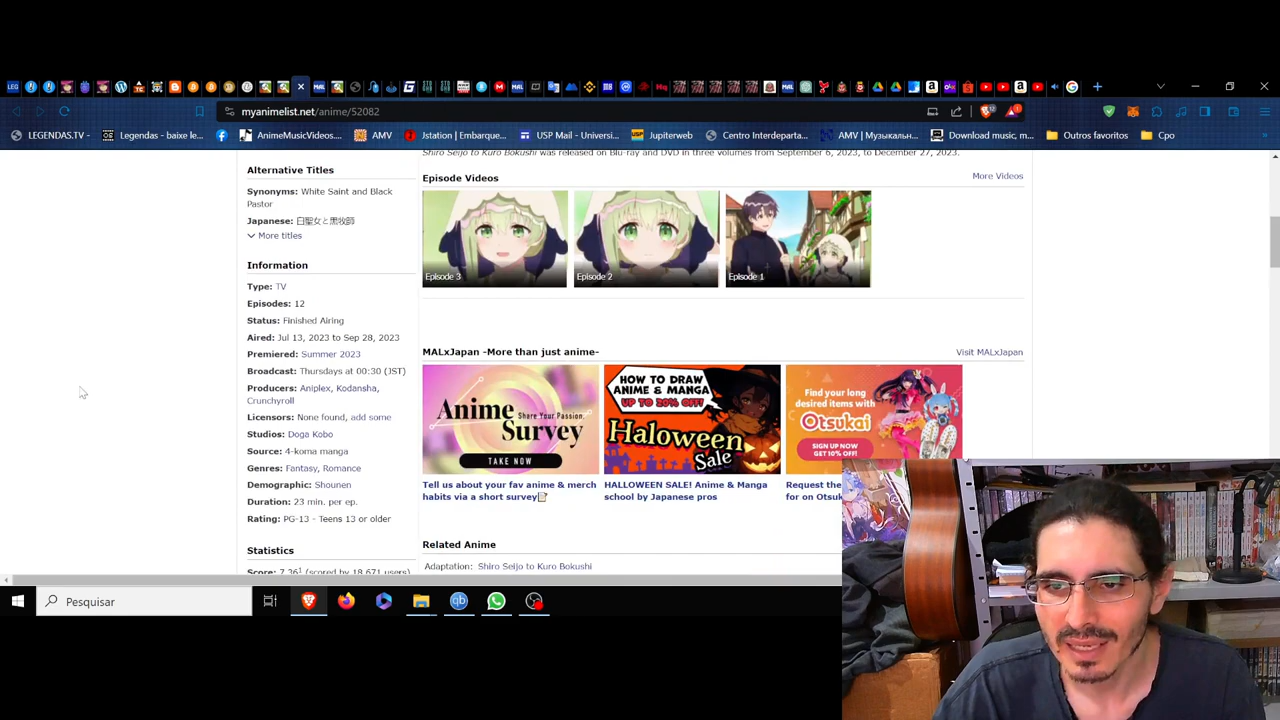 myanimelist.net/anime/52082
LEGENDAS.TV -
Legendas - baixe le...
AnimeMusicVideos....
AMV
Jstation | Embarque...
USP Mail - Universi...
Jupiterweb
Centro Interdeparta...
AMV | Музыкальн...
Download music, m...
Outros favoritos
Cpo
Shiro Seijo to Kuro Bokushi was released on Blu-ray and DVD in three volumes from September 6, 2023, to December 27, 2023.
Alternative Titles
Synonyms: White Saint and Black
Pastor
Japanese: 白聖女と黒牧師
More titles
Information
Type: TV
Episodes: 12
Status: Finished Airing
Aired: Jul 13, 2023 to Sep 28, 2023
Premiered: Summer 2023
Broadcast: Thursdays at 00:30 (JST)
Producers: Aniplex, Kodansha,
Crunchyroll
Licensors: None found, add some
Studios: Doga Kobo
Source: 4-koma manga
Genres: Fantasy, Romance
Demographic: Shounen
Duration: 23 min. per ep.
Rating: PG-13 - Teens 13 or older
Statistics
Score: 7.36¹ (scored by 18,671 users)
Episode Videos
More Videos
Episode 3
Episode 2
Episode 1
MALxJapan -More than just anime-
Visit MALxJapan
Anime
Share Your Passion.
Survey
TAKE NOW
HOW TO DRAW
ANIME & MANGA
UP TO 20% OFF!
Halloween
Sale
Find your long
desired items with
Otsukai
SIGN UP NOW
GET 10% OFF!
Tell us about your fav anime & merch
habits via a short survey
HALLOWEEN SALE! Anime & Manga
school by Japanese pros
Request the
for on Otsuk
Related Anime
Adaptation: Shiro Seijo to Kuro Bokushi
Pesquisar